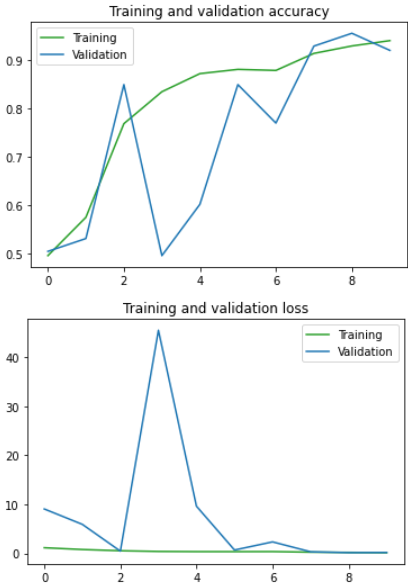 Training and validation accuracy
Training
Validation
0.9
0.8
0.7
0.6
0.5
0 2 4 6 8
Training and validation loss
Training
Validation
40
30
20
10
0
0 2 4 6 8